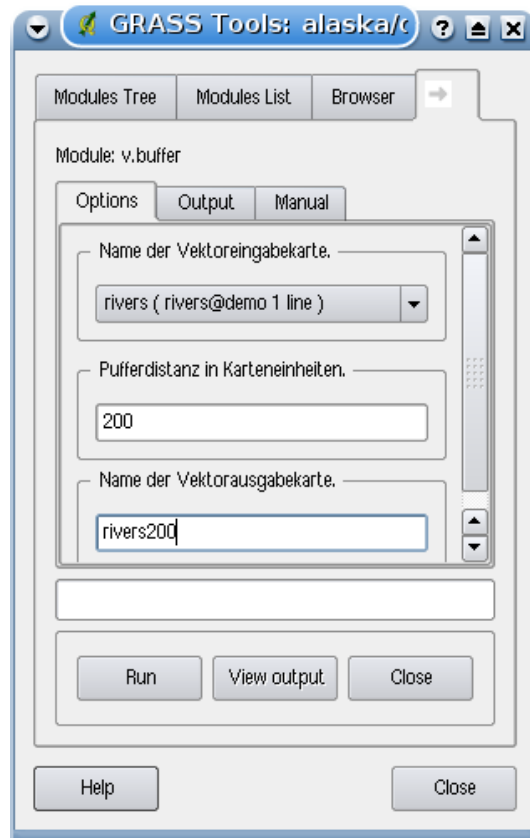 GRASS Tools: alaska/
Modules Tree
Modules List
Browser
Module: v.buffer
Options
Output
Manual
Name der Vektoreingabekarte.
rivers ( rivers@demo 1 line )
Pufferdistanz in Karteneinheiten.
200
Name der Vektorausgabekarte.
rivers200
Run
View output
Close
Help
Close